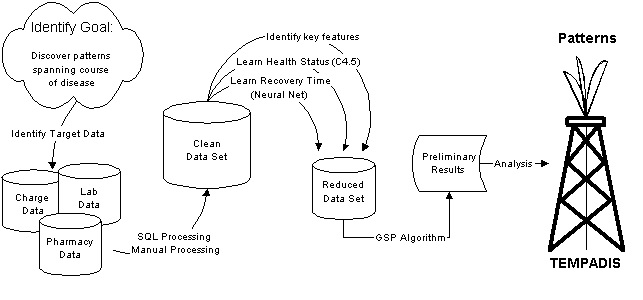 Identify Goal:
Discover patterns
spanning course
of disease
Identify Target Data
Charge
Data
Lab
Data
Pharmacy
Data
SQL Processing
Manual Processing
Clean
Data Set
Identify key features
Learn Health Status (C4.5)
Learn Recovery Time
(Neural Net)
Reduced
Data Set
GSP Algorithm
Preliminary
Results
Analysis
Patterns
TEMPADIS